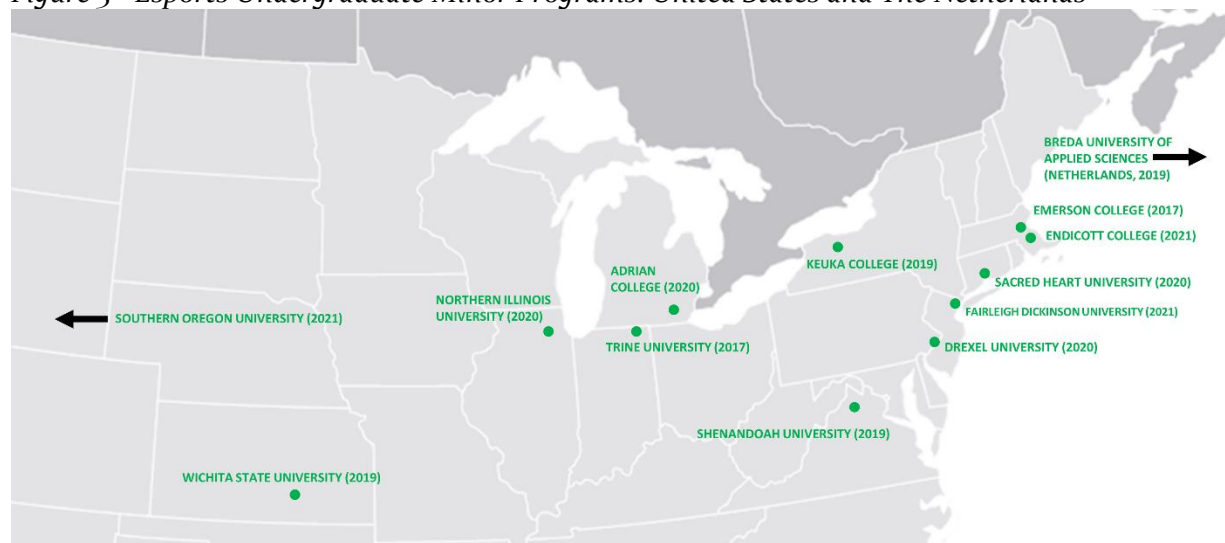 Figure 3 - Esports Undergraduate Minor Programs: United States and The Netherlands
BREDA UNIVERSITY OF
APPLIED SCIENCES
(NETHERLANDS, 2019)
EMERSON COLLEGE (2017)
ENDICOTT COLLEGE (2021)
KEUKA COLLEGE (2019)
ADRIAN
COLLEGE (2020)
SACRED HEART UNIVERSITY (2020)
NORTHERN ILLINOIS
UNIVERSITY (2020)
FAIRLEIGH DICKINSON UNIVERSITY (2021)
SOUTHERN OREGON UNIVERSITY (2021)
TRINE UNIVERSITY (2017)
DREXEL UNIVERSITY (2020)
SHENANDOAH UNIVERSITY (2019)
WICHITA STATE UNIVERSITY (2019)